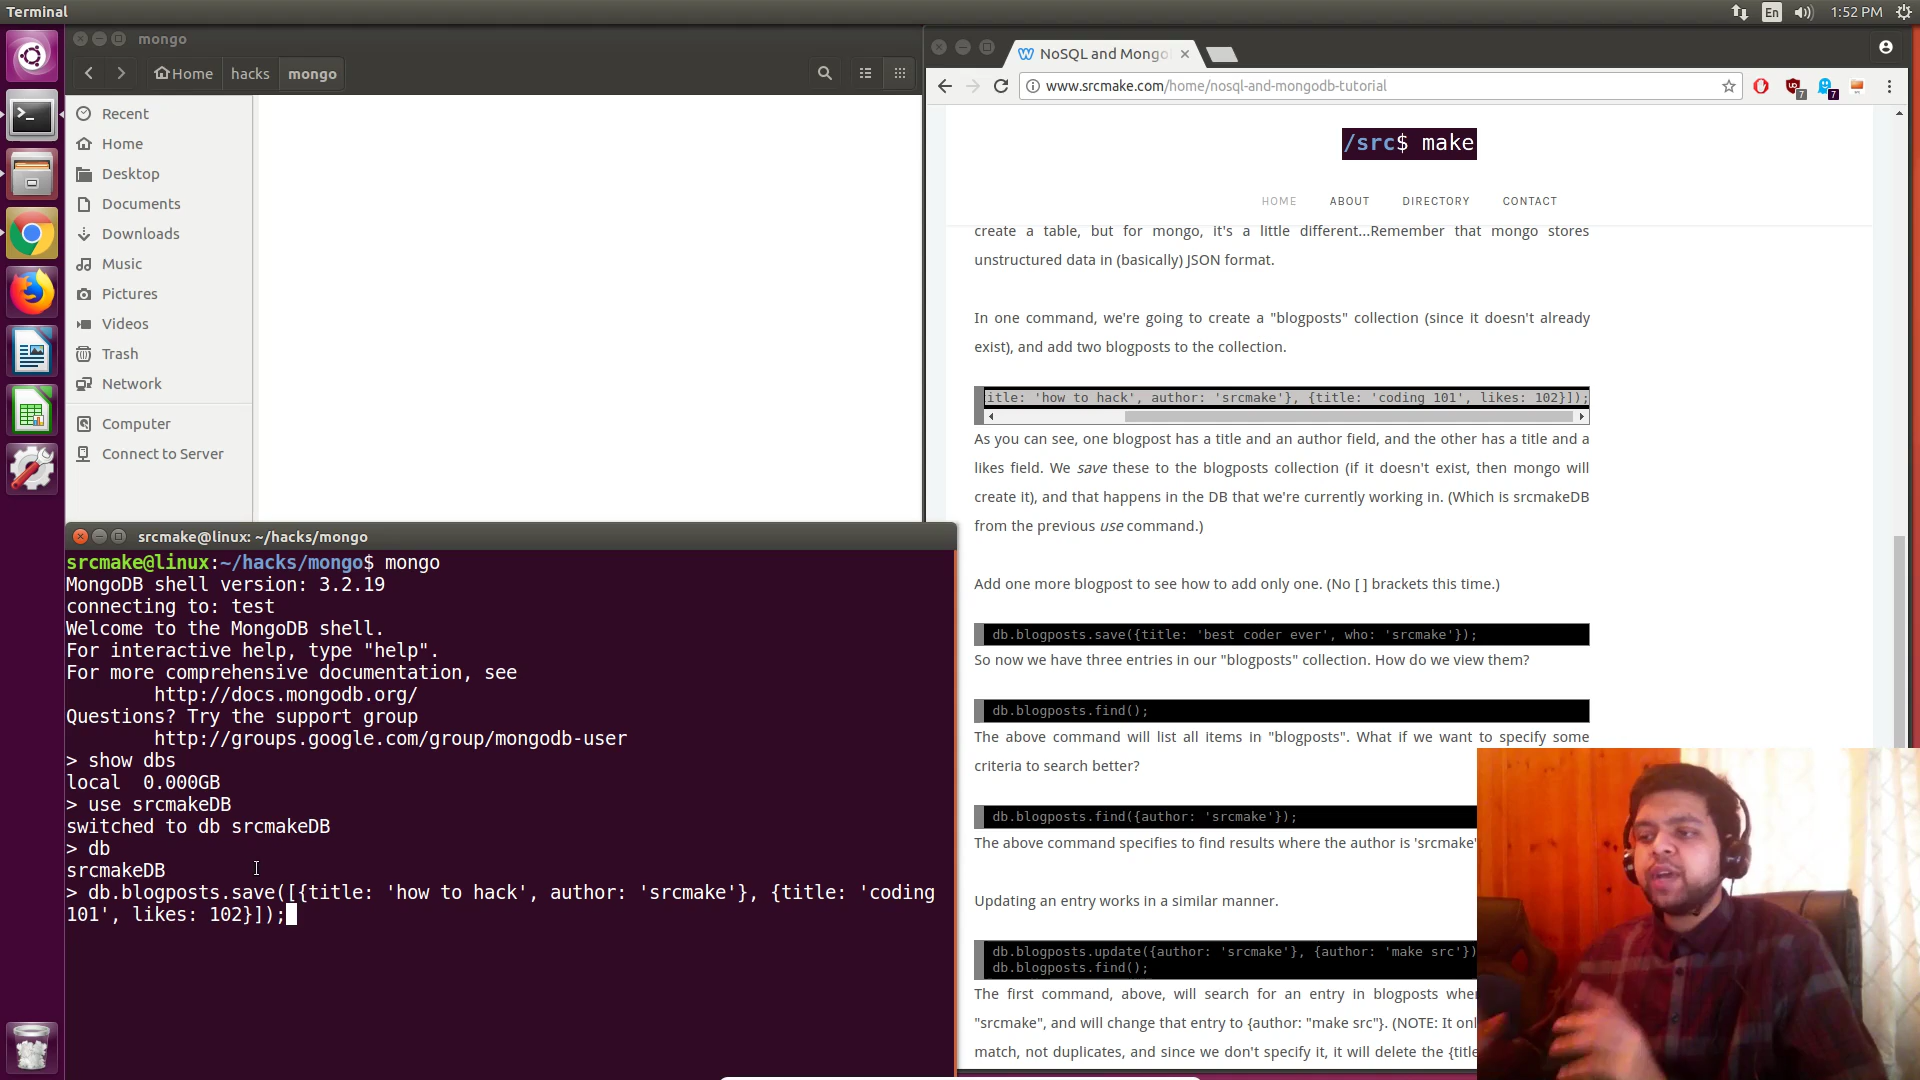 Terminal
En
1:52 PM
mongo
Home
hacks
mongo
Recent
Home
Desktop
Documents
Downloads
Music
Pictures
Videos
Trash
Network
Computer
Connect to Server
srcmake@linux: ~/hacks/mongo
srcmake@linux:~/hacks/mongo$ mongo
MongoDB shell version: 3.2.19
connecting to: test
Welcome to the MongoDB shell.
For interactive help, type "help".
For more comprehensive documentation, see
http://docs.mongodb.org/
Questions? Try the support group
http://groups.google.com/group/mongodb-user
> show dbs
local  0.000GB
> use srcmakeDB
switched to db srcmakeDB
> db
srcmakeDB
> db.blogposts.save([{title: 'how to hack', author: 'srcmake'}, {title: 'coding
101', likes: 102}]);
NoSQL and Mongo
www.srcmake.com/home/nosql-and-mongodb-tutorial
7
7
/src$ make
HOME
ABOUT
DIRECTORY
CONTACT
create a table, but for mongo, it's a little different...Remember that mongo stores
unstructured data in (basically) JSON format.
In one command, we're going to create a "blogposts" collection (since it doesn't already
exist), and add two blogposts to the collection.
itle: 'how to hack', author: 'srcmake'}, {title: 'coding 101', likes: 102}]);
As you can see, one blogpost has a title and an author field, and the other has a title and a
likes field. We save these to the blogposts collection (if it doesn't exist, then mongo will
create it), and that happens in the DB that we're currently working in. (Which is srcmakeDB
from the previous use command.)
Add one more blogpost to see how to add only one. (No [ ] brackets this time.)
db.blogposts.save({title: 'best coder ever', who: 'srcmake'});
So now we have three entries in our "blogposts" collection. How do we view them?
db.blogposts.find();
The above command will list all items in "blogposts". What if we want to specify some
criteria to search better?
db.blogposts.find({author: 'srcmake'});
The above command specifies to find results where the author is 'srcmake'
Updating an entry works in a similar manner.
db.blogposts.update({author: 'srcmake'}, {author: 'make src'})
db.blogposts.find();
The first command, above, will search for an entry in blogposts whe
"srcmake", and will change that entry to {author: "make src"}. (NOTE: It onl
match, not duplicates, and since we don't specify it, it will delete the {title